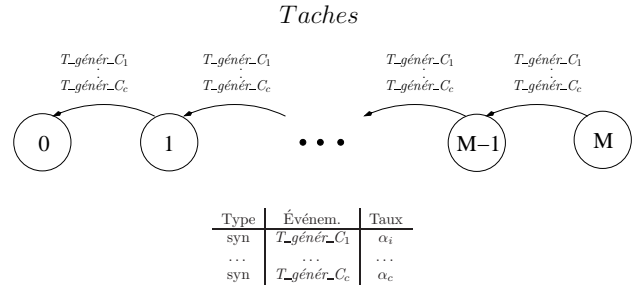 Taches
T_génér_C1 T_génér_C1 T_génér_C1 T_génér_C1
: : : :
T_génér_Cc T_génér_Cc T_génér_Cc T_génér_Cc
0 1 • • • M–1 M
Type Événem. Taux
syn T_génér_C1 αi
... ... ...
syn T_génér_Cc αc